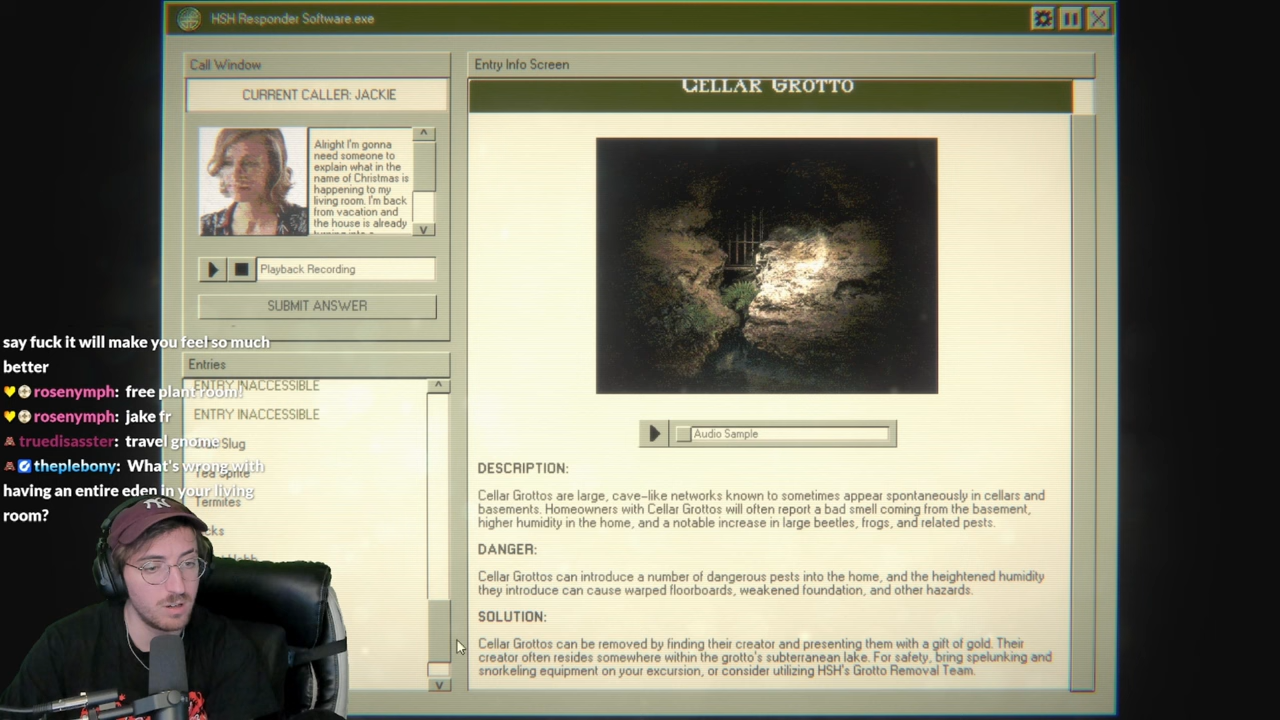 HSH Responder Software.exe
Call Window
CURRENT CALLER: JACKIE
Alright I'm gonna
need someone to
explain what in the
name of Christmas is
happening to my
living room. I'm back
from vacation and
the house is already
Playback Recording
SUBMIT ANSWER
Entries
ENTRY INACCESSIBLE
ENTRY INACCESSIBLE
Slug
Tea Sprite
Termites
say fuck it will make you feel so much
better
rosenymph: free plant room!
rosenymph: jake fr
truedisasster: travel gnome
theplebony: What's wrong with
having an entire eden in your living
room?
Entry Info Screen
CELLAR GROTTO
Audio Sample
DESCRIPTION:
Cellar Grottos are large, cave-like networks known to sometimes appear spontaneously in cellars and
basements. Homeowners with Cellar Grottos will often report a bad smell coming from the basement,
higher humidity in the home, and a notable increase in large beetles, frogs, and related pests.
DANGER:
Cellar Grottos can introduce a number of dangerous pests into the home, and the heightened humidity
they introduce can cause warped floorboards, weakened foundation, and other hazards.
SOLUTION:
Cellar Grottos can be removed by finding their creator and presenting them with a gift of gold. Their
creator often resides somewhere within the grotto's subterranean lake. For safety, bring spelunking and
snorkeling equipment on your excursion, or consider utilizing HSH's Grotto Removal Team.